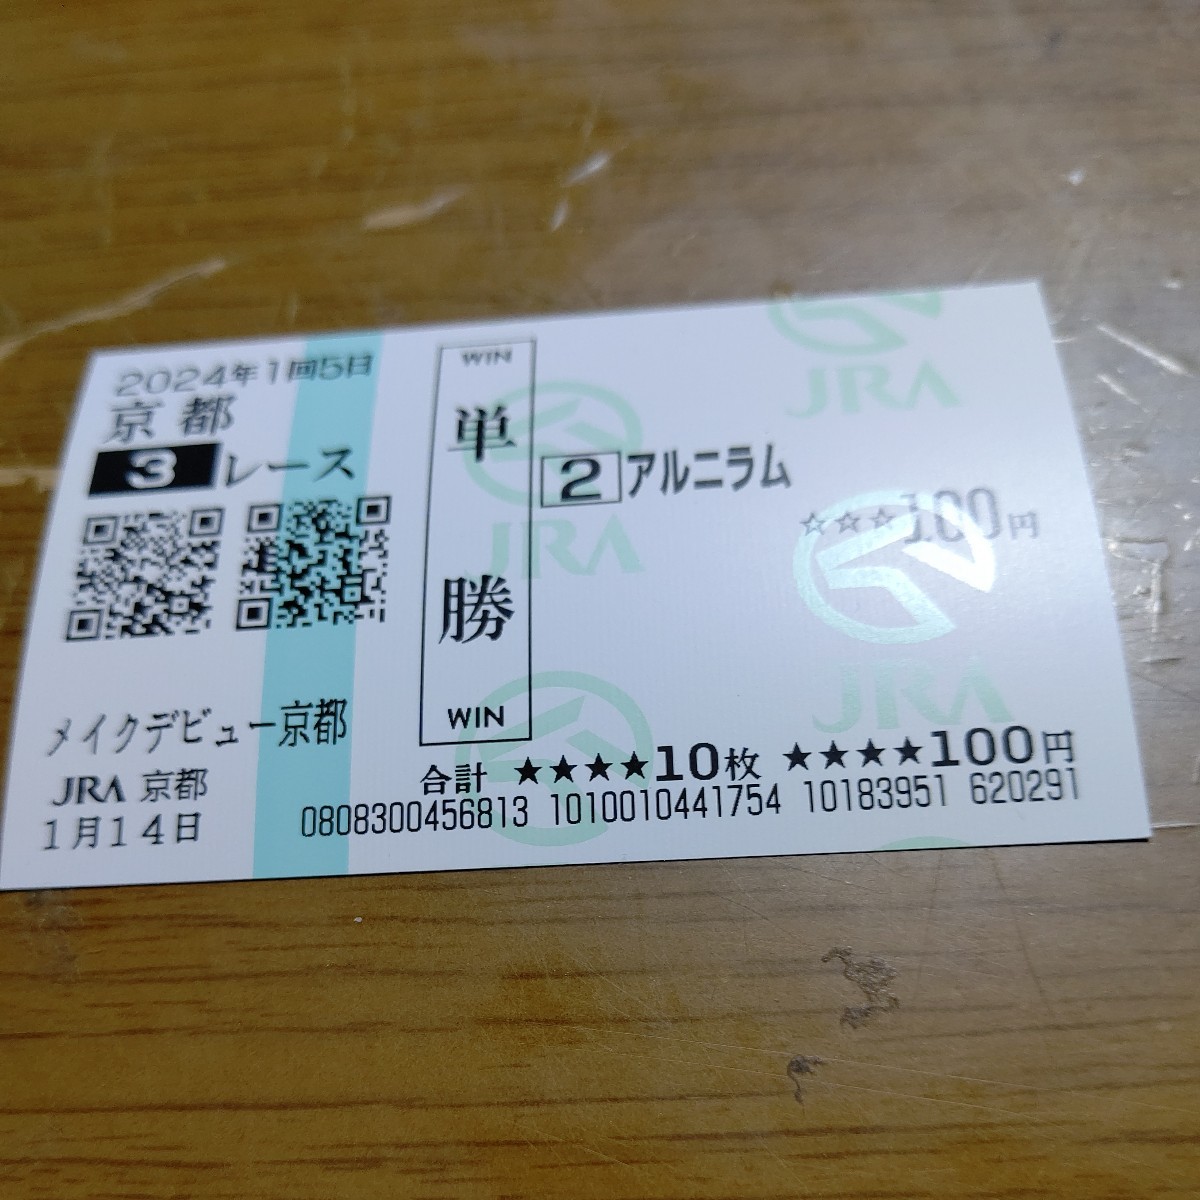 2024年1回5日
京都
3レース
メイクデビュー京都
JRA 京都
1月14日
WIN
単勝
WIN
2 アルニラム
☆☆☆100円
合計 ★★★★10枚 ★★★★100円
0808300456813 1010010441754 10183951 620291
JRA
JRA
JRA